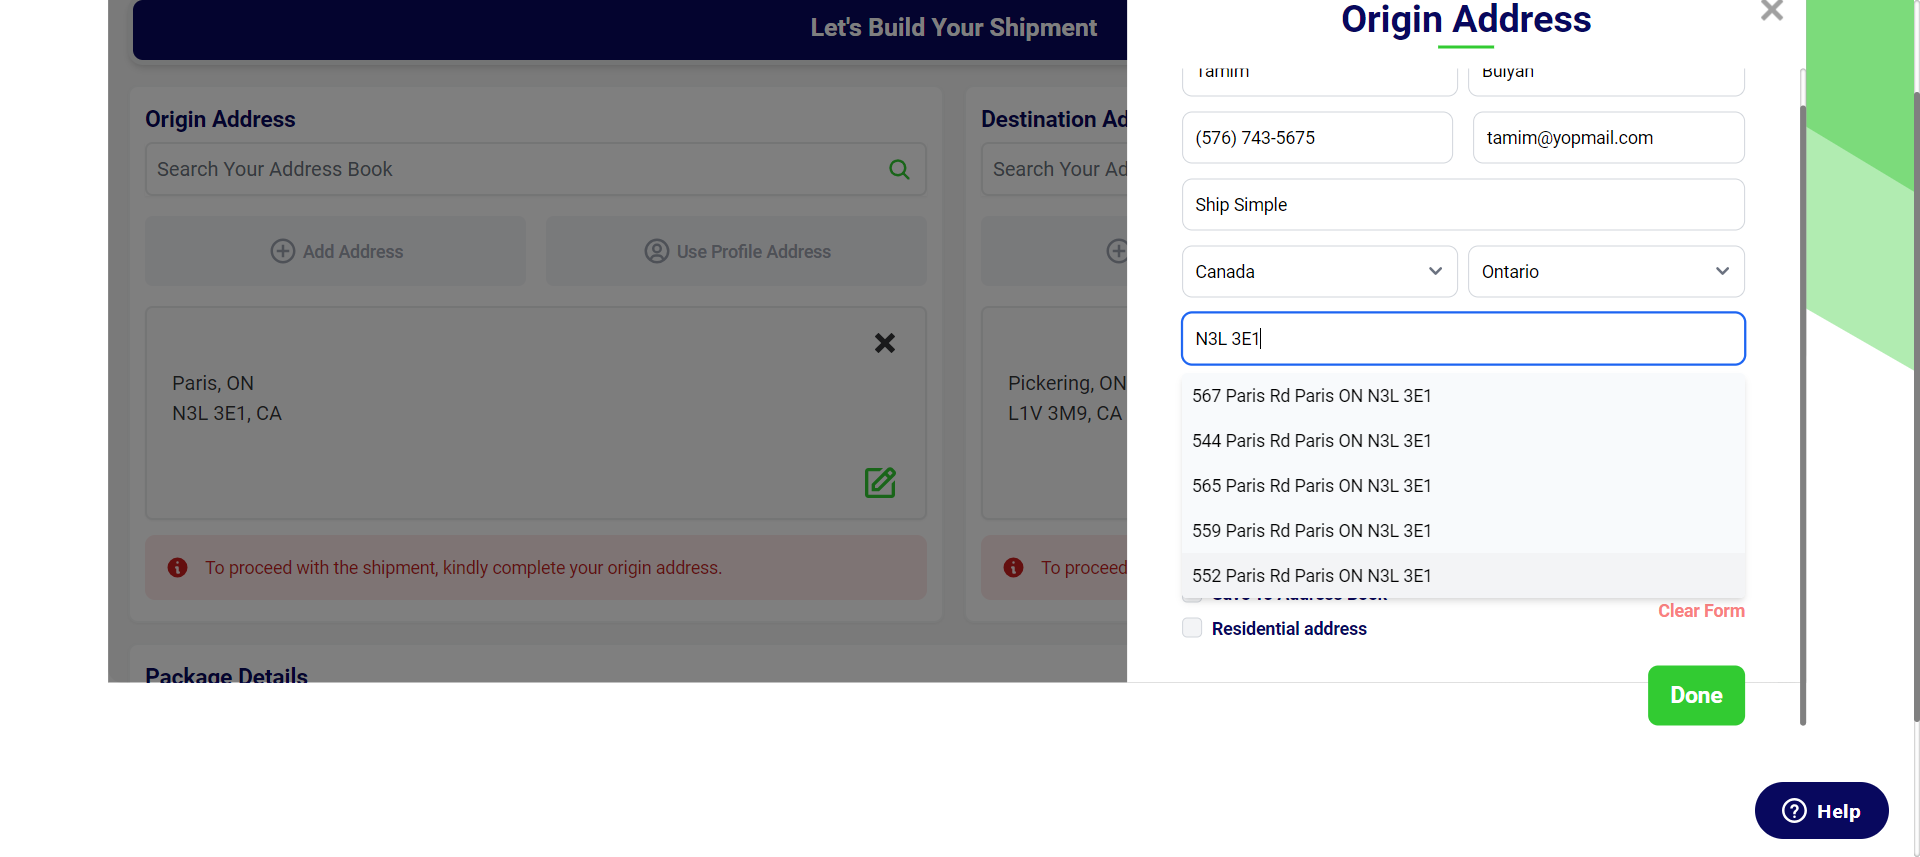 Let's Build Your Shipment
Origin Address
Search Your Address Book
Add Address
Use Profile Address
Paris, ON
N3L 3E1, CA
To proceed with the shipment, kindly complete your origin address.
Destination Ad
Search Your Ad
Pickering, ON
L1V 3M9, CA
To proceed
Package Details
Origin Address
Tamim
Buiyan
(576) 743-5675
tamim@yopmail.com
Ship Simple
Canada
Ontario
N3L 3E1
567 Paris Rd Paris ON N3L 3E1
544 Paris Rd Paris ON N3L 3E1
565 Paris Rd Paris ON N3L 3E1
559 Paris Rd Paris ON N3L 3E1
552 Paris Rd Paris ON N3L 3E1
Save To Address Book
Clear Form
Residential address
Done
Help